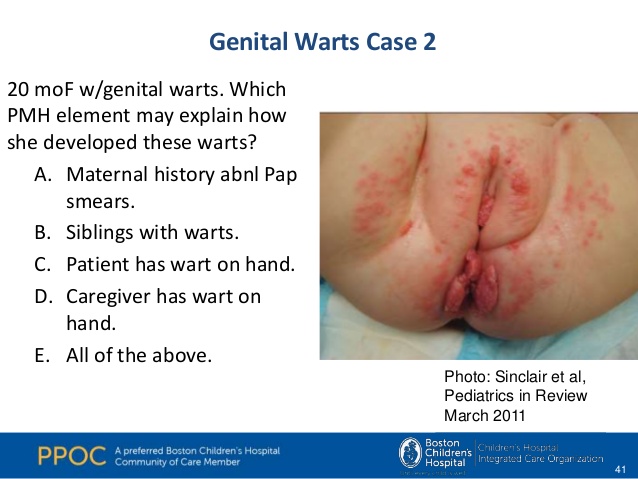 Genital Warts Case 2
20 moF w/genital warts. Which
PMH element may explain how
she developed these warts?
A. Maternal history abnl Pap
smears.
B. Siblings with warts.
C. Patient has wart on hand.
D. Caregiver has wart on
hand.
E. All of the above.
Photo: Sinclair et al,
Pediatrics in Review
March 2011
PPOC
A preferred Boston Children's Hospital
Community of Care Member
Boston
Children's
Hospital
Children's Hospital
Integrated Care Organization
41